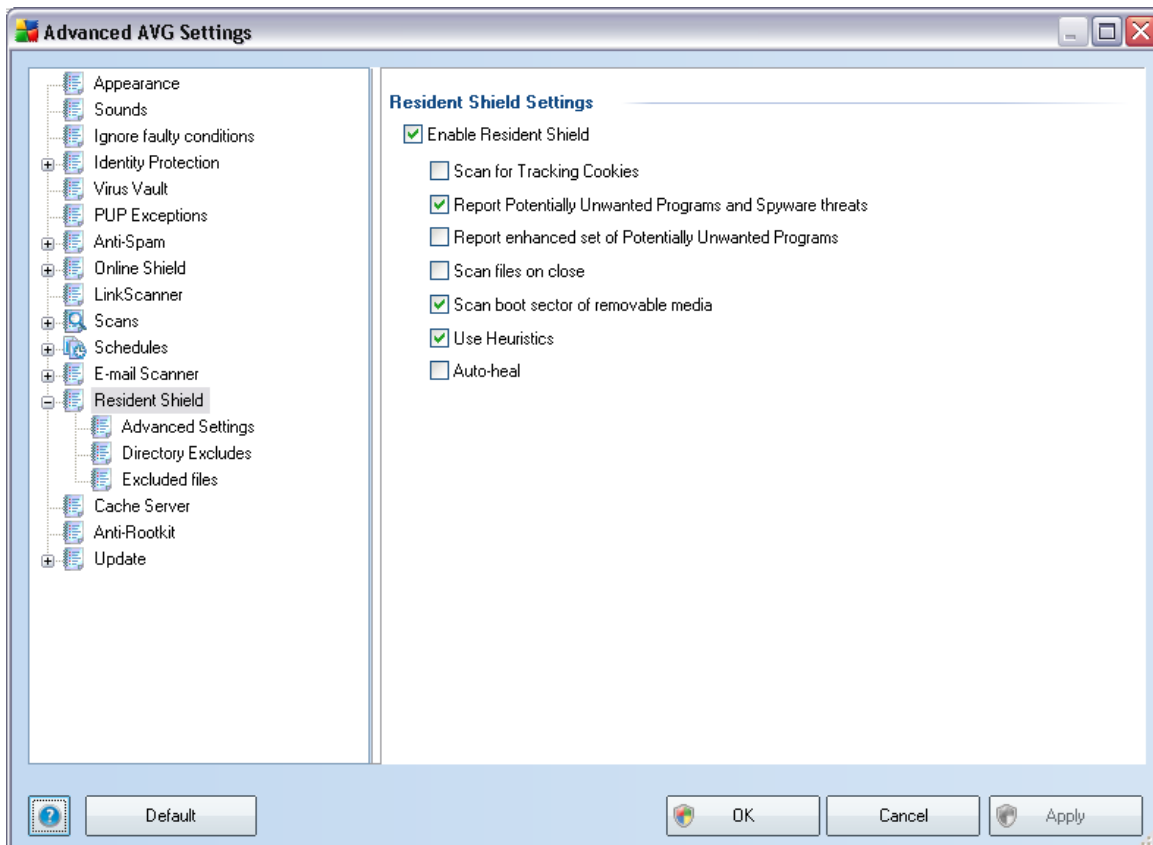 Advanced AVG Settings
Appearance
Sounds
Ignore faulty conditions
Identity Protection
Virus Vault
PUP Exceptions
Anti-Spam
Online Shield
LinkScanner
Scans
Schedules
E-mail Scanner
Resident Shield
Advanced Settings
Directory Excludes
Excluded files
Cache Server
Anti-Rootkit
Update
Resident Shield Settings
Enable Resident Shield
Scan for Tracking Cookies
Report Potentially Unwanted Programs and Spyware threats
Report enhanced set of Potentially Unwanted Programs
Scan files on close
Scan boot sector of removable media
Use Heuristics
Auto-heal
Default
OK
Cancel
Apply